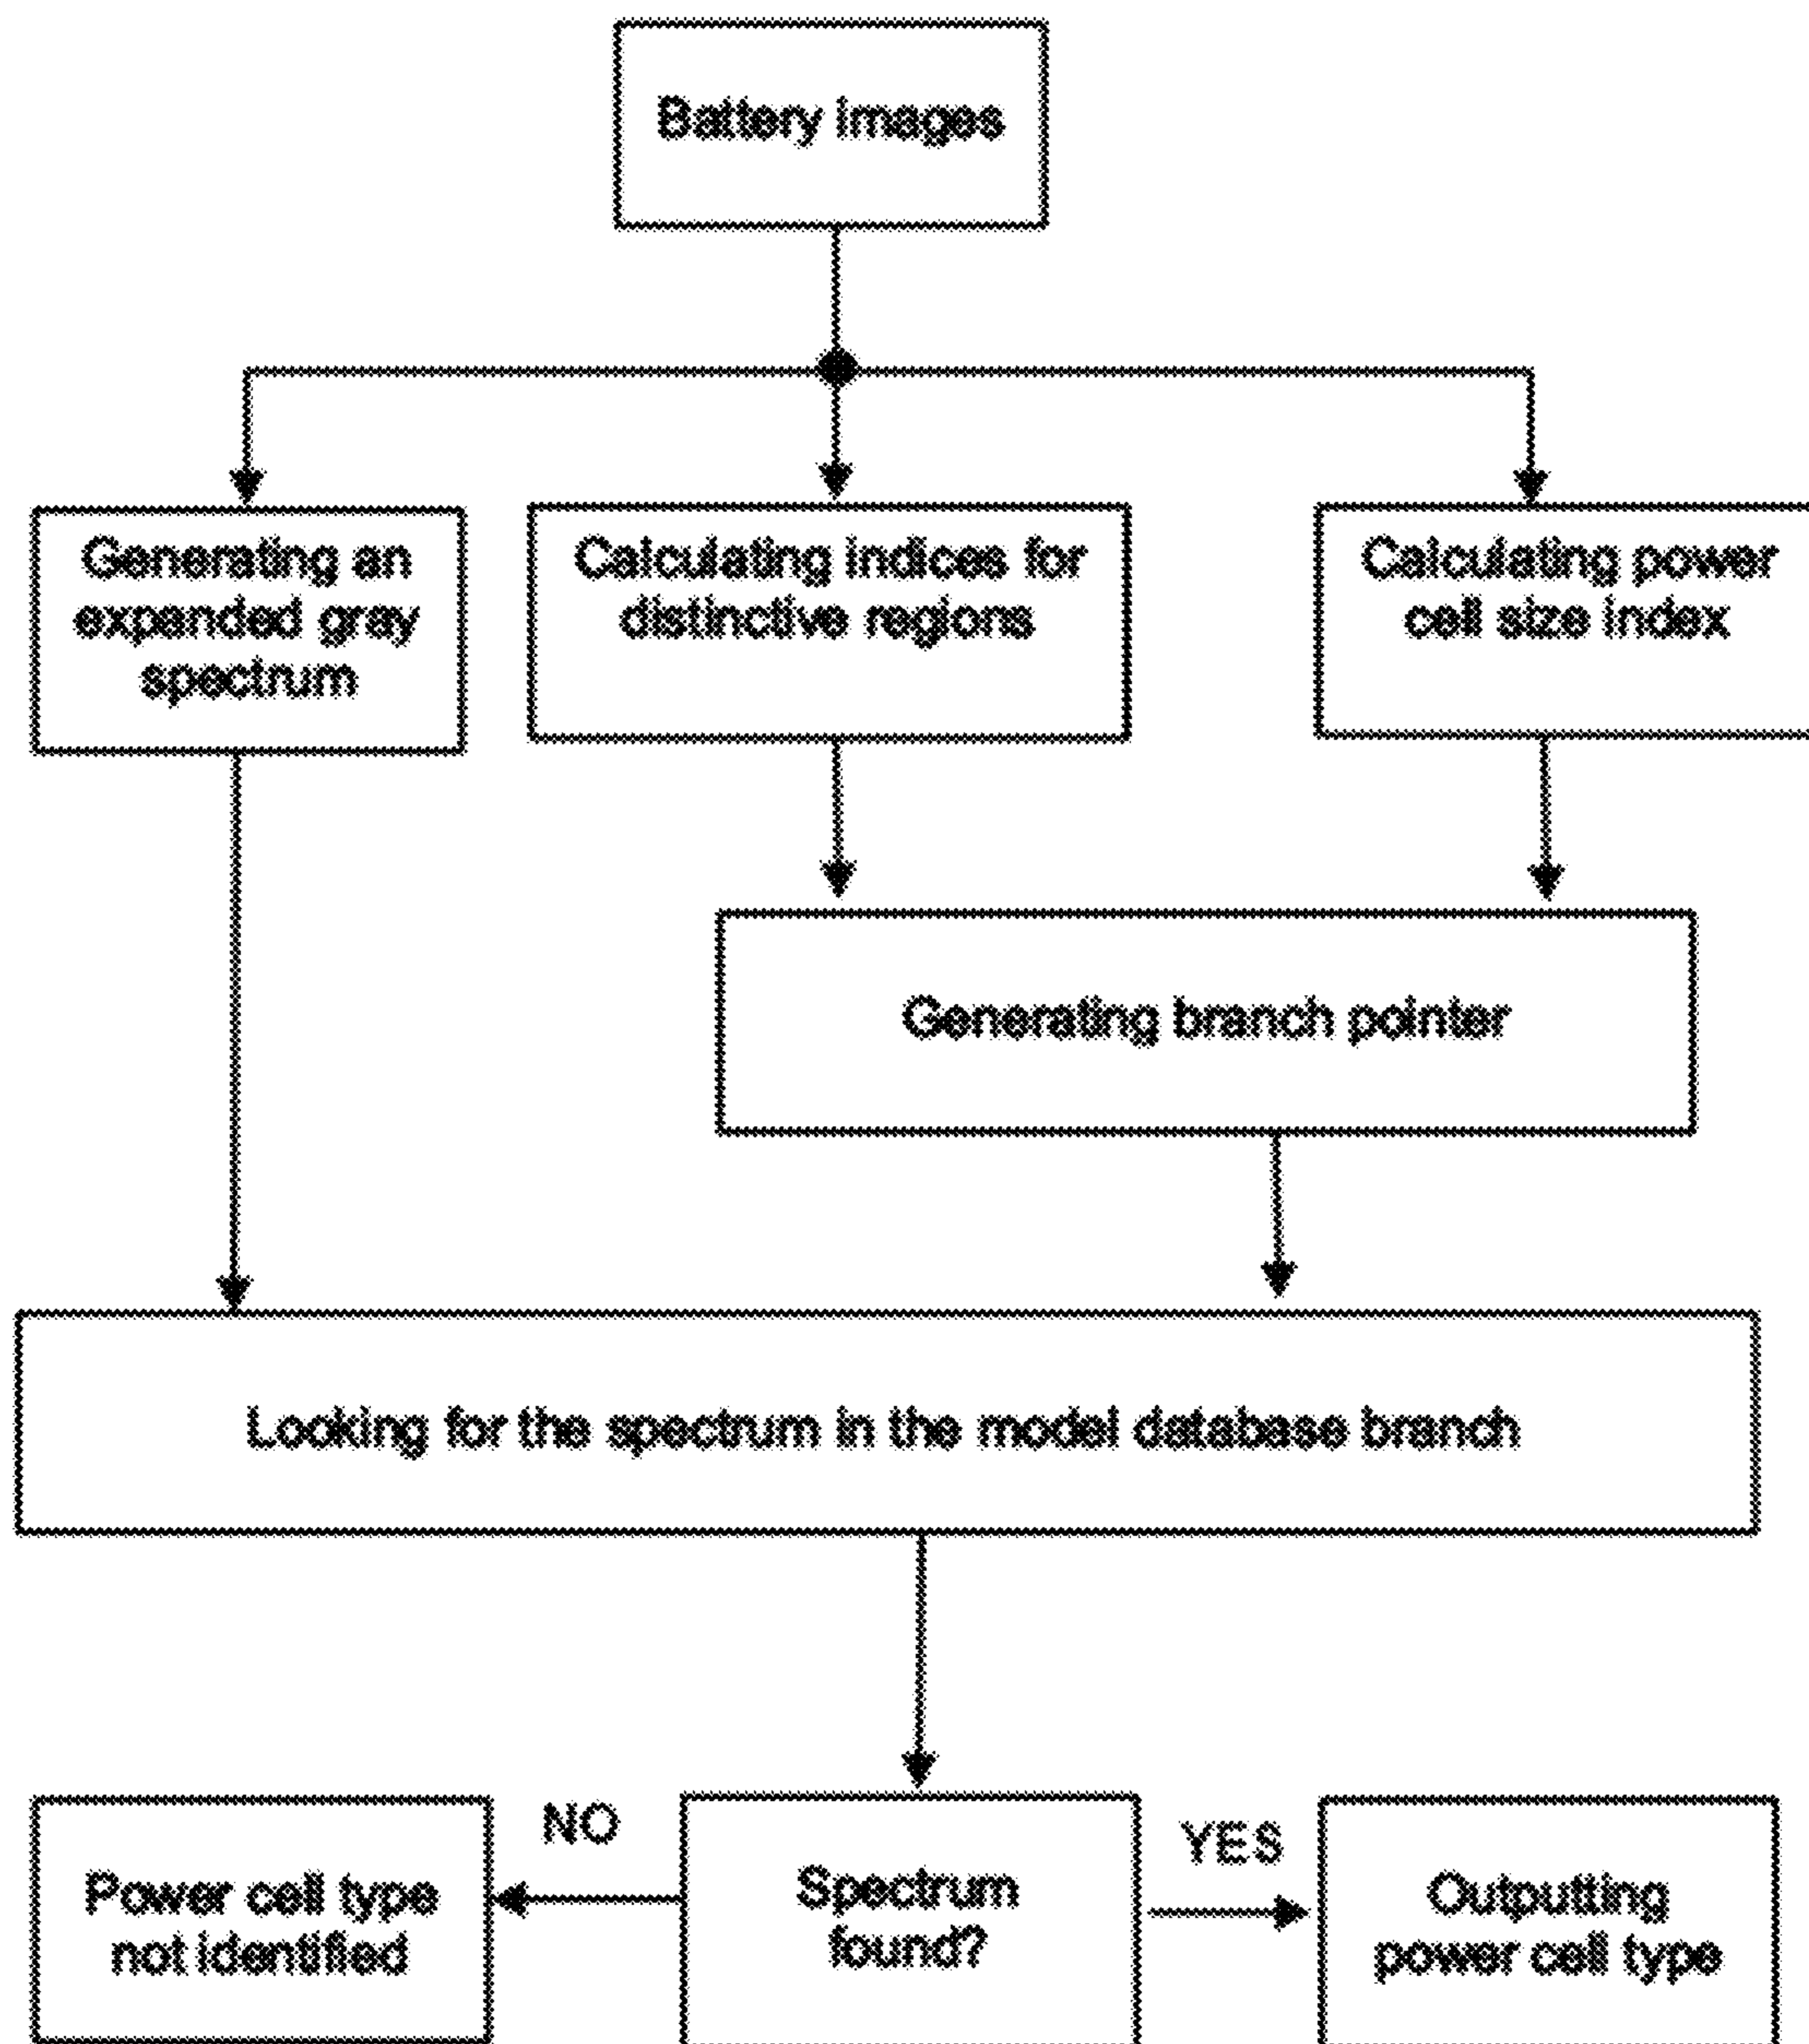 Battery images
Generating an
expanded gray
spectrum
Calculating indices for
distinctive regions
Calculating power
cell size index
Generating branch pointer
Looking for the spectrum in the model database branch
NO
YES
Power cell type
not identified
Spectrum
found?
Outputting
power cell type